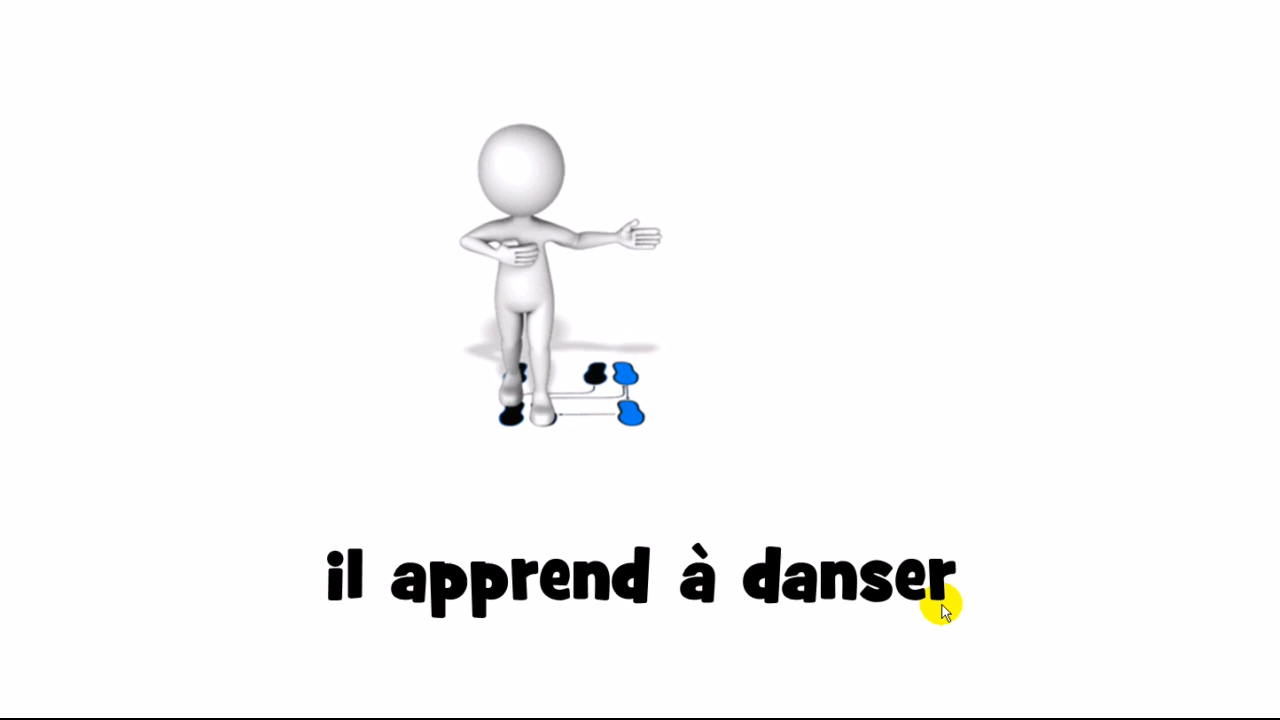 il apprend à danser